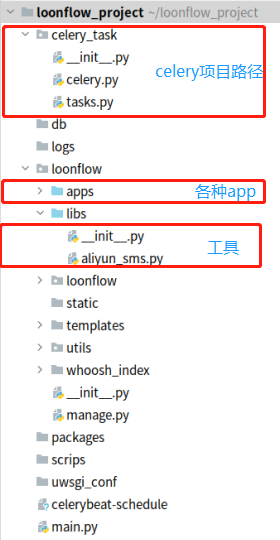 loonflow_project ~/loonflow_project
celery_task
__init__.py
celery.py
celery项目路径
tasks.py
db
logs
loonflow
apps 各种app
libs
__init__.py
工具
aliyun_sms.py
loonflow
static
templates
utils
whoosh_index
__init__.py
manage.py
packages
scrips
uwsgi_conf
celerybeat-schedule
main.py